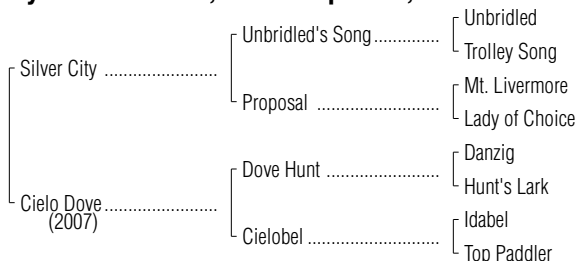 Unbridled
Unbridled's Song..............
Trolley Song
Silver City ........................
Mt. Livermore
Proposal ..........................
Lady of Choice
Danzig
Dove Hunt .........................
Hunt's Lark
Cielo Dove........................
(2007)
Idabel
Cielobel ............................
Top Paddler